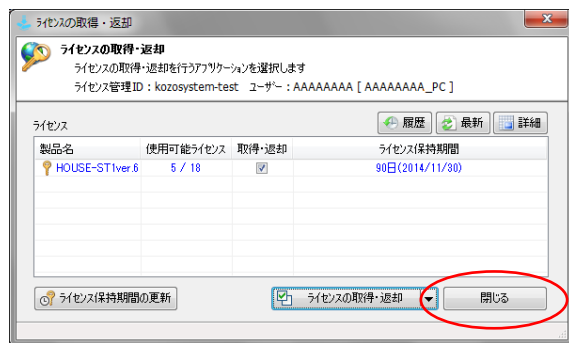 ライセンスの取得・返却
ライセンスの取得・返却
ライセンスの取得・返却を行うアプリケーションを選択します
ライセンス管理ID：kozosystem-test ユーザー：AAAAAAAA [ AAAAAAAA_PC ]
ライセンス 履歴 最新 詳細
製品名 使用可能ライセンス 取得・返却 ライセンス保持期間
HOUSE-ST1ver.6 5 / 18 90日(2014/11/30)
ライセンス保持期間の更新 ライセンスの取得・返却 閉じる